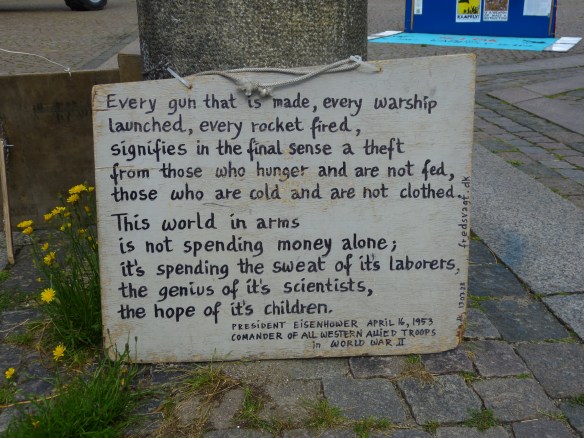 Every gun that is made, every warship
launched, every rocket fired,
signifies in the final sense a theft
from those who hunger and are not fed,
those who are cold and are not clothed.
This world in arms
is not spending money alone;
it's spending the sweat of it's laborers,
the genius of it's scientists,
the hope of it's children.
PRESIDENT EISENHOWER APRIL 16, 1953
COMANDER OF ALL WESTERN ALLIED TROOPS
in WORLD WAR II
fredsvagt.dk